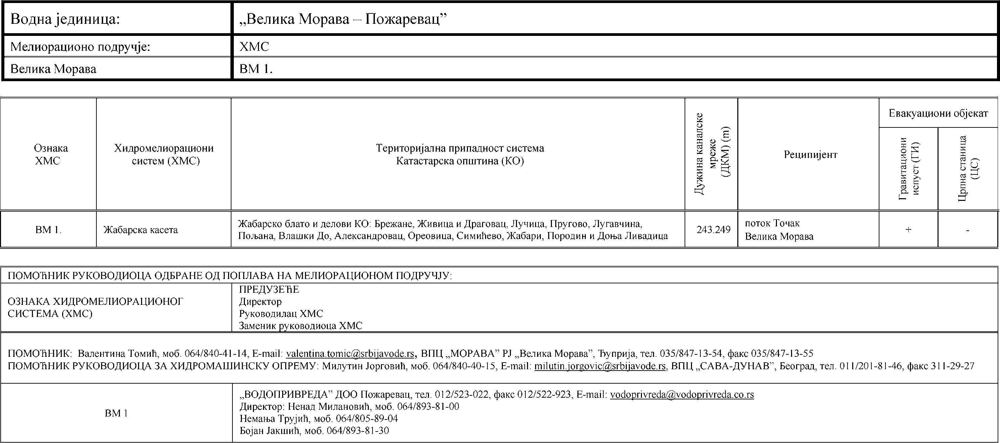 Водна јединица:
„Велика Морава – Пожаревац”
Мелиорационо подручје:
ХМС
Велика Морава
ВМ 1.
Ознака
ХМС
Хидромелиорациони
систем (ХМС)
Територијална припадност система
Катастарска општина (КО)
Дужина каналске
мреже
(ДКМ) (m)
Реципијент
Евакуациони објекат
Гравитациони
испуст (ГИ)
Црпна станица
(ЦС)
ВМ 1.
Жабарска касета
Жабарско блато и делови КО: Брежане, Живица и Драговац, Лучица, Пругово, Лугавчина,
Пољана, Влашки До, Александровац, Ореовица, Симићево, Жабари, Породин и Доња Ливадица
243.249
поток Точак
Велика Морава
+
-
ПОМОЋНИК РУКОВОДИОЦА ОДБРАНЕ ОД ПОПЛАВА НА МЕЛИОРАЦИОНОМ ПОДРУЧЈУ:
ОЗНАКА ХИДРОМЕЛИОРАЦИОНОГ
СИСТЕМА (ХМС)
ПРЕДУЗЕЋЕ
Директор
Руководилац ХМС
Заменик руководиоца ХМС
ПОМОЋНИК: Валентина Томић, моб. 064/840-41-14, E-mail: valentina.tomic@srbijavode.rs, ВПЦ „МОРАВА” РЈ „Велика Морава”, Ћуприја, тел. 035/847-13-54, факс 035/847-13-55
ПОМОЋНИК РУКОВОДИОЦА ЗА ХИДРОМАШИНСКУ ОПРЕМУ: Милутин Јорговић, моб. 064/840-40-15, E-mail: milutin.jorgovic@srbijavode.rs, ВПЦ „САВА-ДУНАВ”, Београд, тел. 011/201-81-46, факс 311-29-27
ВМ 1
„ВОДОПРИВРЕДА” ДОО Пожаревац, тел. 012/523-022, факс 012/522-923, E-mail: vodoprivreda@vodoprivreda.co.rs
Директор: Ненад Милановић, моб. 064/893-81-00
Немања Трујић, моб. 064/805-89-04
Бојан Јакшић, моб. 064/893-81-30